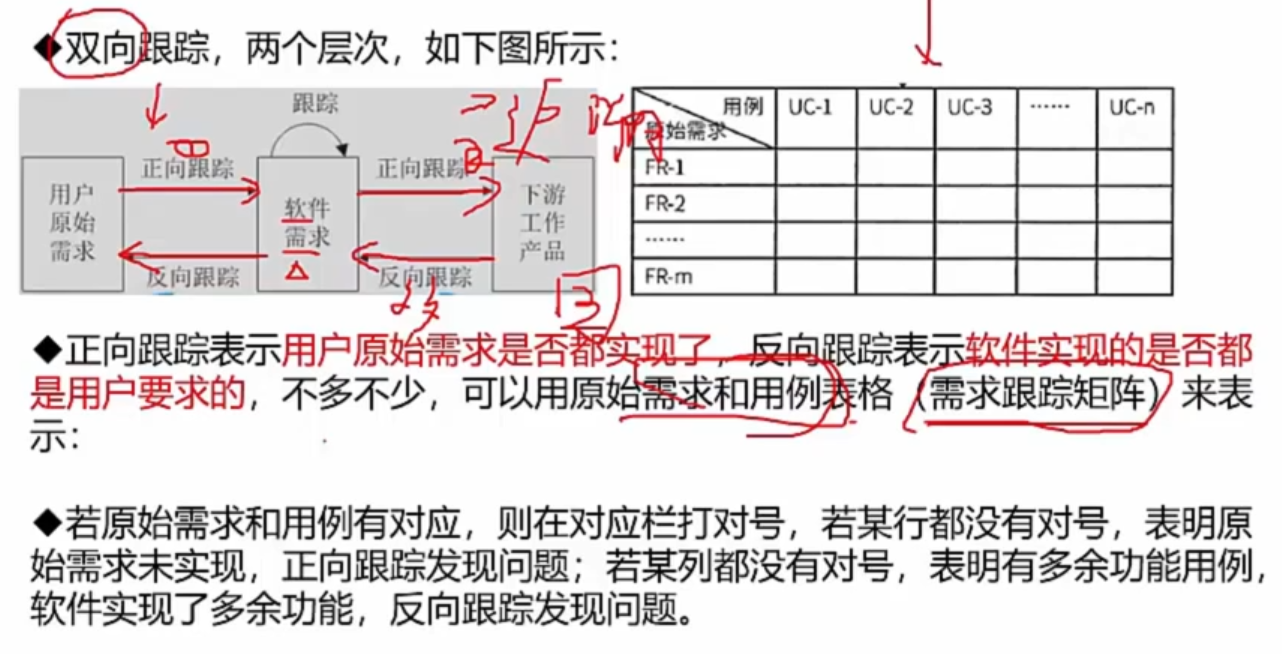 ◆双向跟踪，两个层次，如下图所示：
跟踪
正向跟踪
正向跟踪
用户
原始
需求
软件
需求
下游
工作
产品
反向跟踪
反向跟踪
用例
原始需求
UC-1 UC-2 UC-3 …… UC-n
FR-1
FR-2
……
FR-m
◆正向跟踪表示用户原始需求是否都实现了，反向跟踪表示软件实现的是否都
是用户要求的，不多不少，可以用原始需求和用例表格（需求跟踪矩阵）来表
示：
◆若原始需求和用例有对应，则在对应栏打对号，若某行都没有对号，表明原
始需求未实现，正向跟踪发现问题；若某列都没有对号，表明有多余功能用例，
软件实现了多余功能，反向跟踪发现问题。